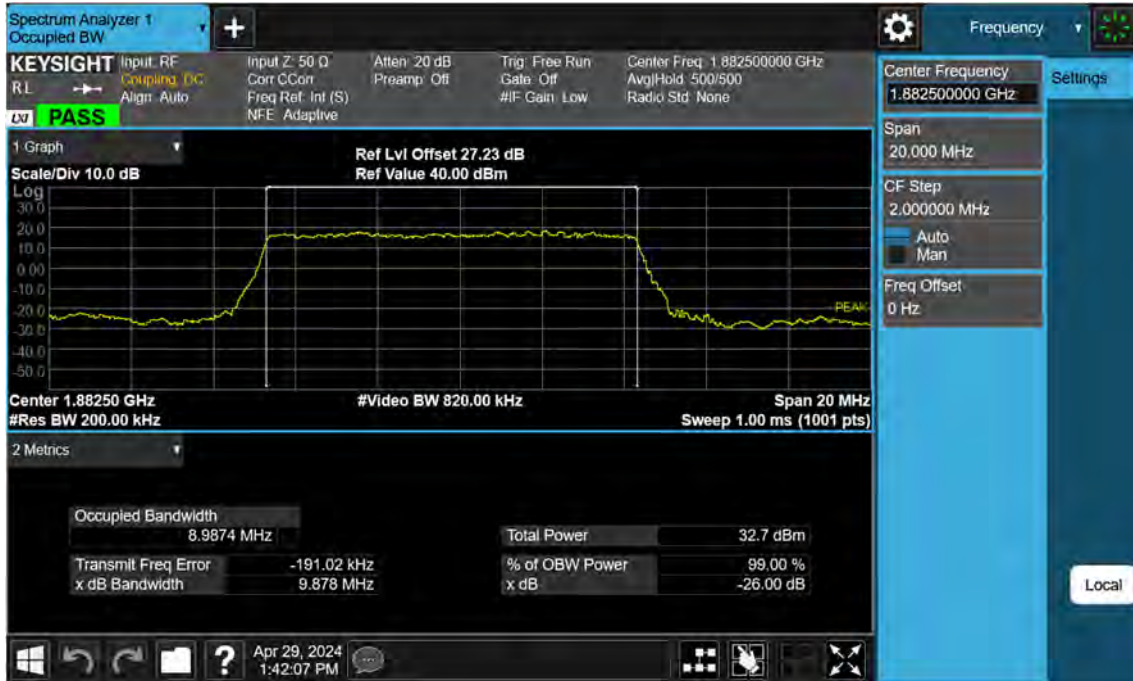 Spectrum Analyzer 1
Occupied BW
Frequency
KEYSIGHT
RL
LXI PASS
Input: RF
Coupling: DC
Align: Auto
Input Z: 50 Ω
Corr CCorr
Freq Ref: Int (S)
NFE: Adaptive
Atten: 20 dB
Preamp: Off
Trig: Free Run
Gate: Off
#IF Gain: Low
Center Freq: 1.882500000 GHz
Avg|Hold: 500/500
Radio Std: None
1 Graph
Scale/Div 10.0 dB
Ref Lvl Offset 27.23 dB
Ref Value 40.00 dBm
Log
30.0
20.0
10.0
0.00
-10.0
-20.0
-30.0
-40.0
-50.0
PEAK
Center 1.88250 GHz
#Res BW 200.00 kHz
#Video BW 820.00 kHz
Span 20 MHz
Sweep 1.00 ms (1001 pts)
2 Metrics
Occupied Bandwidth
8.9874 MHz
Transmit Freq Error -191.02 kHz
x dB Bandwidth 9.878 MHz
Total Power 32.7 dBm
% of OBW Power 99.00 %
x dB -26.00 dB
Apr 29, 2024
1:42:07 PM
Center Frequency
1.882500000 GHz
Span
20.000 MHz
CF Step
2.000000 MHz
Auto
Man
Freq Offset
0 Hz
Settings
Local